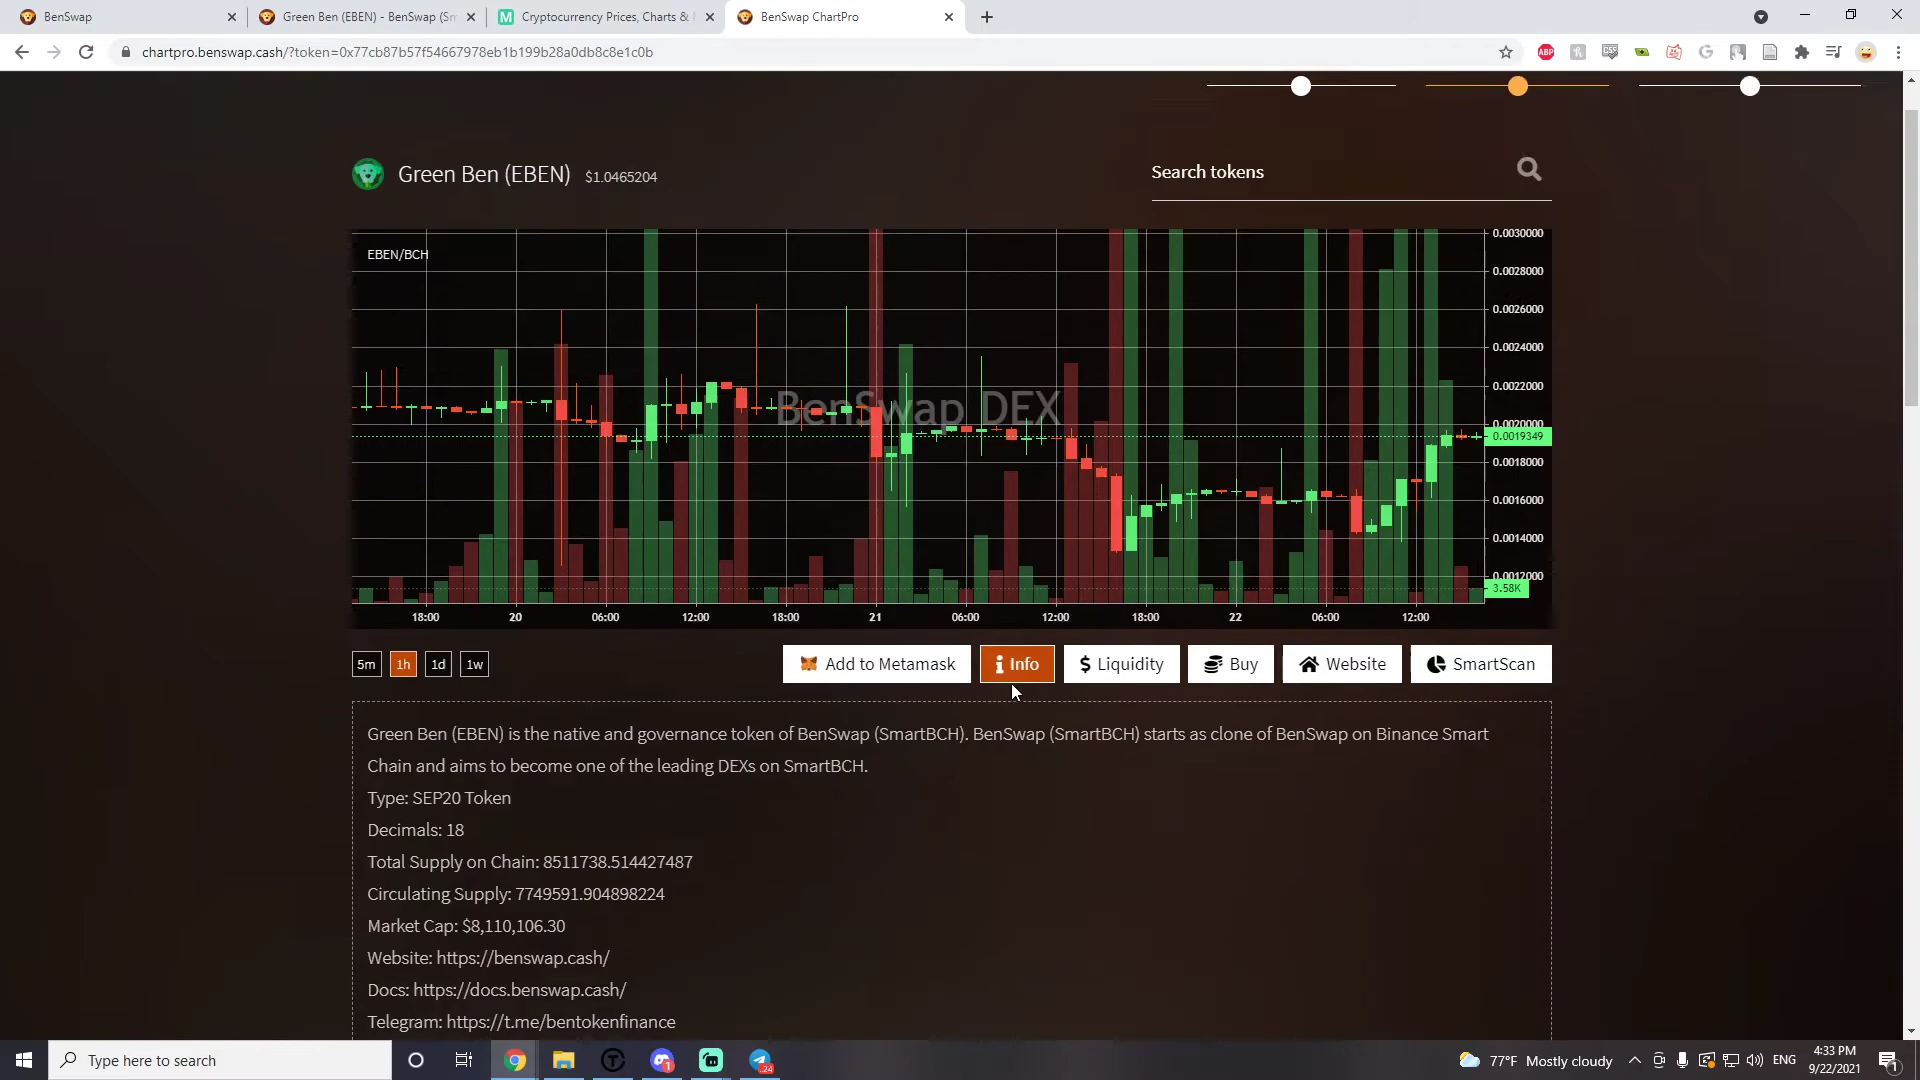 BenSwap
Green Ben (EBEN) - BenSwap (Sm
Cryptocurrency Prices, Charts &
BenSwap ChartPro
chartpro.benswap.cash/?token=0x77cb87b57f54667978eb1b199b28a0db8c8e1c0b
ABP
Green Ben (EBEN) $1.0465204
Search tokens
EBEN/BCH
BenSwap DEX
0.0030000
0.0028000
0.0026000
0.0024000
0.0022000
0.0020000
0.0019349
0.0018000
0.0016000
0.0014000
0.0012000
3.58K
18:00 20 06:00 12:00 18:00 21 06:00 12:00 18:00 22 06:00 12:00
5m 1h 1d 1w
Add to Metamask
Info
Liquidity
Buy
Website
SmartScan
Green Ben (EBEN) is the native and governance token of BenSwap (SmartBCH). BenSwap (SmartBCH) starts as clone of BenSwap on Binance Smart
Chain and aims to become one of the leading DEXs on SmartBCH.
Type: SEP20 Token
Decimals: 18
Total Supply on Chain: 8511738.514427487
Circulating Supply: 7749591.904898224
Market Cap: $8,110,106.30
Website: https://benswap.cash/
Docs: https://docs.benswap.cash/
Telegram: https://t.me/bentokenfinance
Type here to search
77°F Mostly cloudy
ENG
4:33 PM
9/22/2021